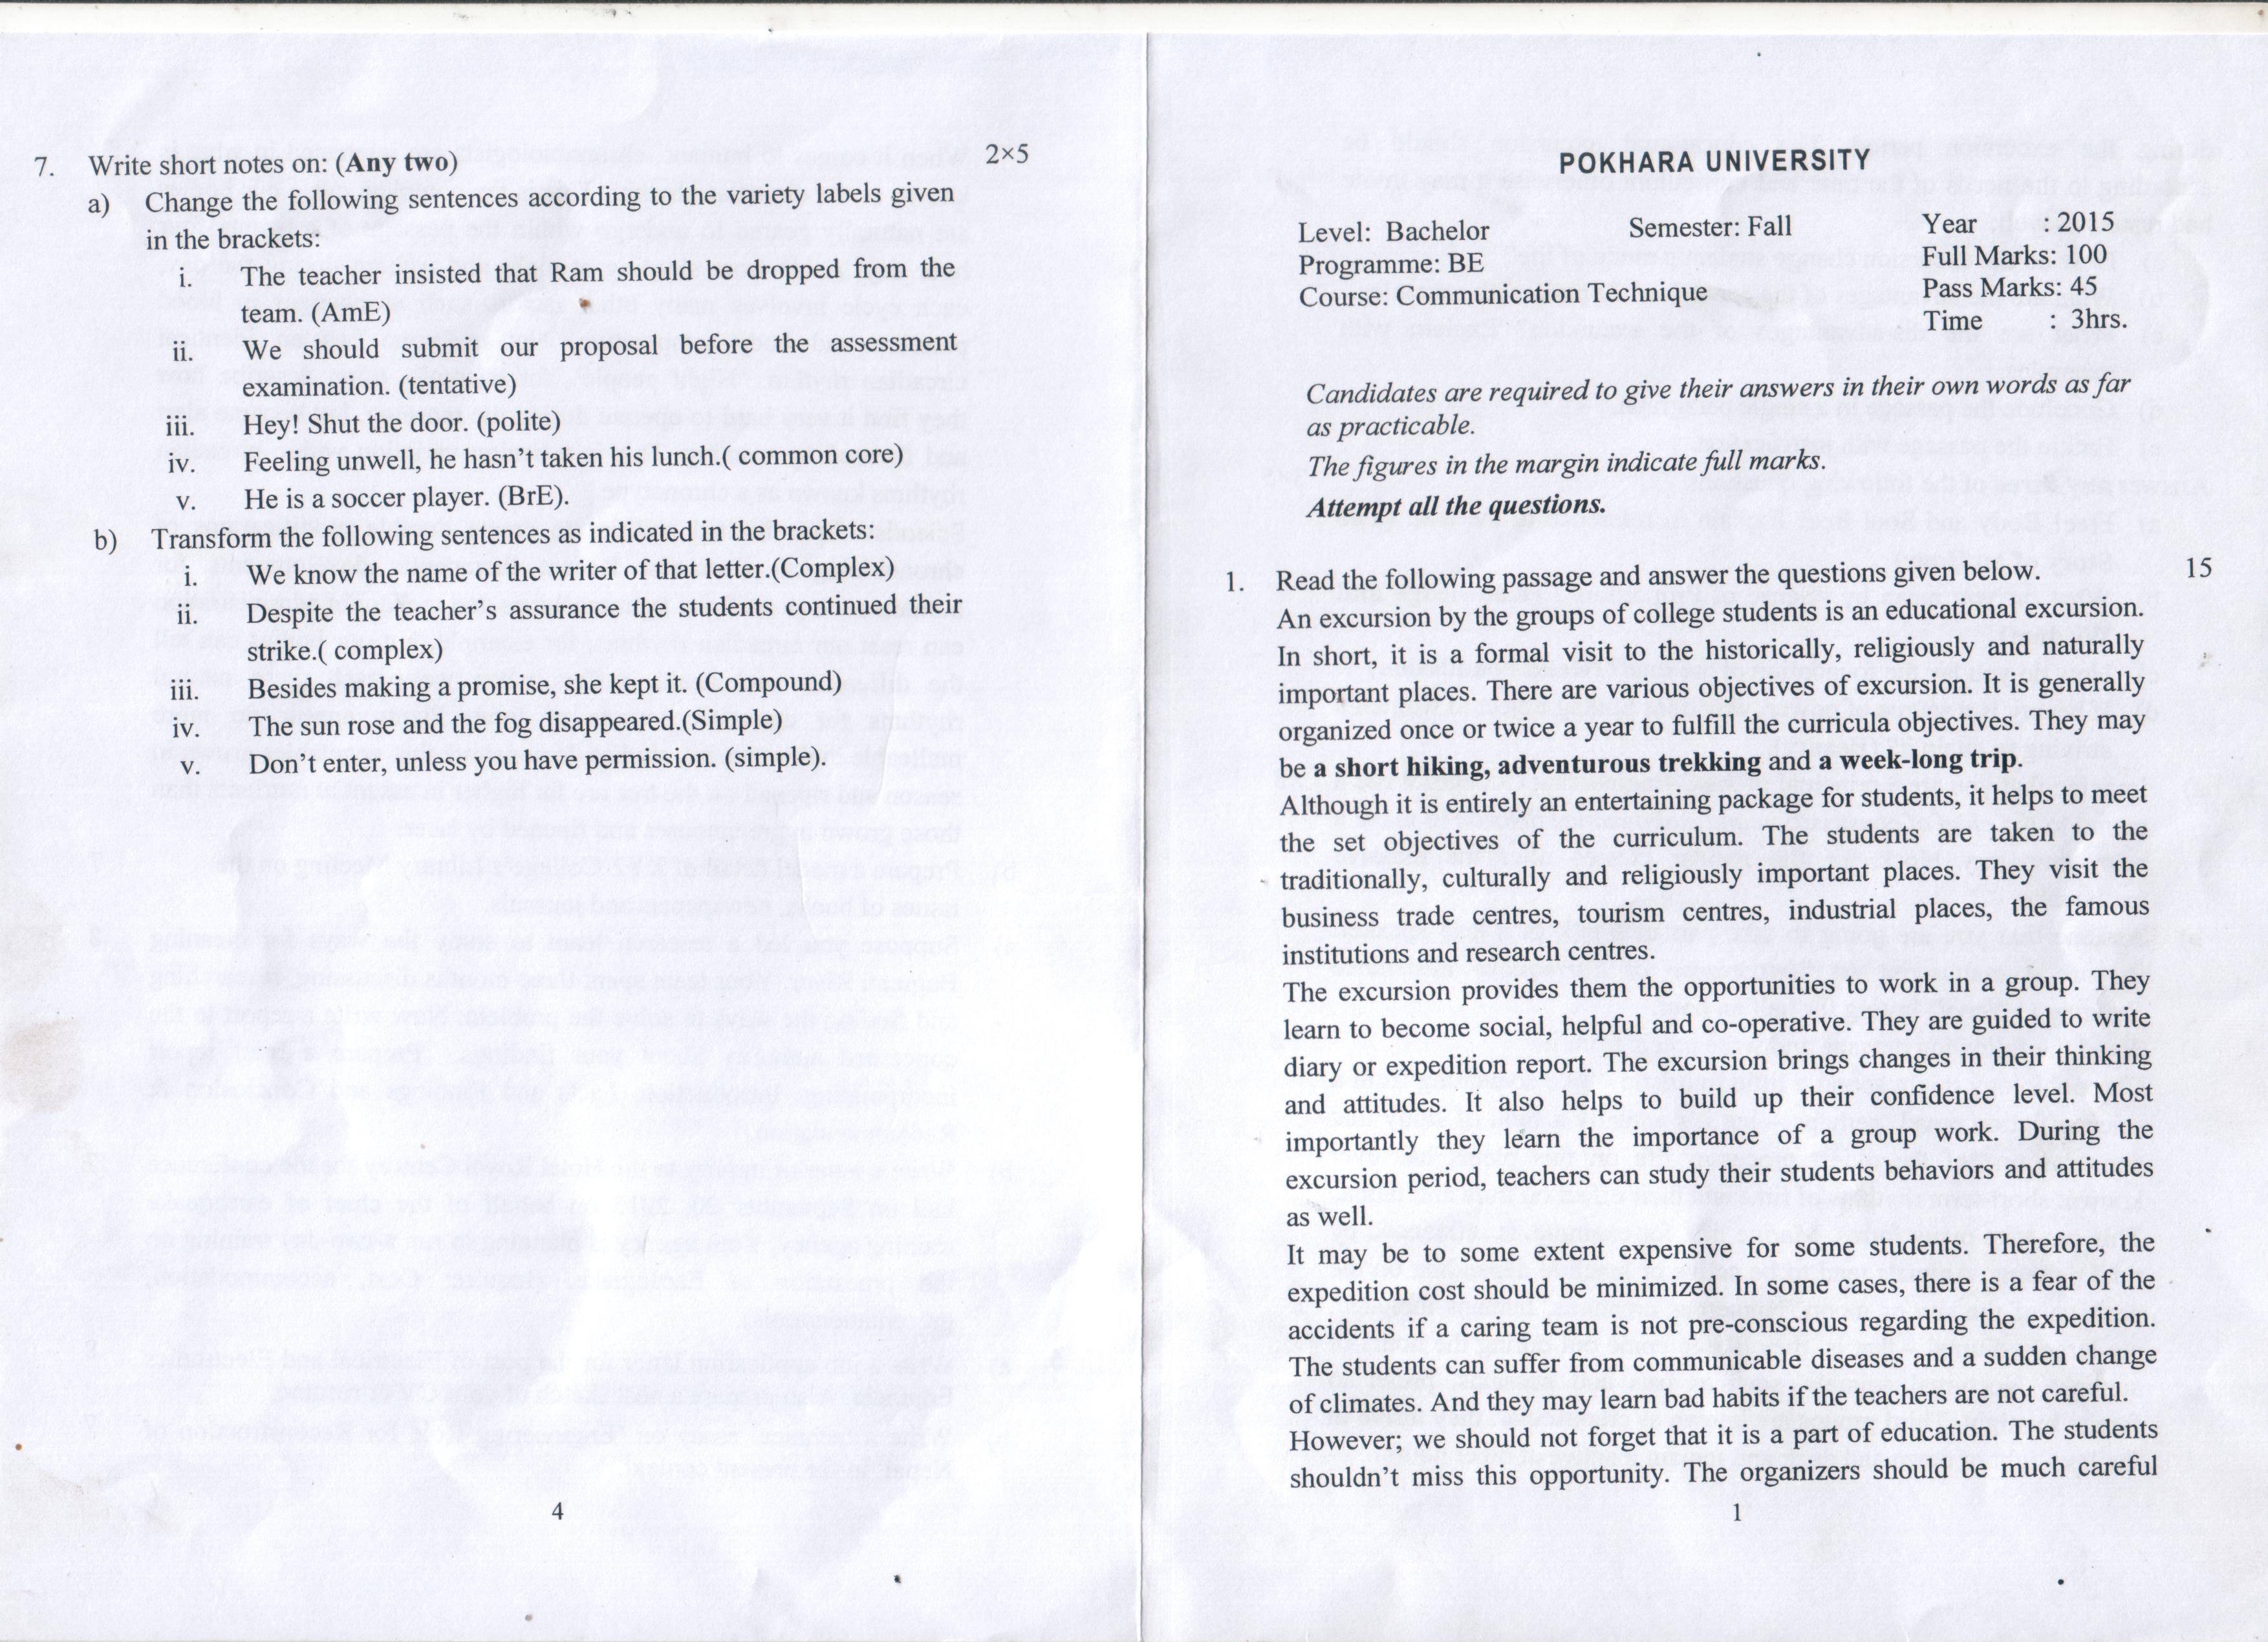 7. Write short notes on: (Any two) 2×5
a) Change the following sentences according to the variety labels given
in the brackets:
i. The teacher insisted that Ram should be dropped from the
team. (AmE)
ii. We should submit our proposal before the assessment
examination. (tentative)
iii. Hey! Shut the door. (polite)
iv. Feeling unwell, he hasn't taken his lunch.( common core)
v. He is a soccer player. (BrE).
b) Transform the following sentences as indicated in the brackets:
i. We know the name of the writer of that letter.(Complex)
ii. Despite the teacher's assurance the students continued their
strike.( complex)
iii. Besides making a promise, she kept it. (Compound)
iv. The sun rose and the fog disappeared.(Simple)
v. Don't enter, unless you have permission. (simple).
4
POKHARA UNIVERSITY
Level: Bachelor Semester: Fall Year : 2015
Programme: BE Full Marks: 100
Course: Communication Technique Pass Marks: 45
Time : 3hrs.
Candidates are required to give their answers in their own words as far
as practicable.
The figures in the margin indicate full marks.
Attempt all the questions.
1. Read the following passage and answer the questions given below. 15
An excursion by the groups of college students is an educational excursion.
In short, it is a formal visit to the historically, religiously and naturally
important places. There are various objectives of excursion. It is generally
organized once or twice a year to fulfill the curricula objectives. They may
be a short hiking, adventurous trekking and a week-long trip.
Although it is entirely an entertaining package for students, it helps to meet
the set objectives of the curriculum. The students are taken to the
traditionally, culturally and religiously important places. They visit the
business trade centres, tourism centres, industrial places, the famous
institutions and research centres.
The excursion provides them the opportunities to work in a group. They
learn to become social, helpful and co-operative. They are guided to write
diary or expedition report. The excursion brings changes in their thinking
and attitudes. It also helps to build up their confidence level. Most
importantly they learn the importance of a group work. During the
excursion period, teachers can study their students behaviors and attitudes
as well.
It may be to some extent expensive for some students. Therefore, the
expedition cost should be minimized. In some cases, there is a fear of the
accidents if a caring team is not pre-conscious regarding the expedition.
The students can suffer from communicable diseases and a sudden change
of climates. And they may learn bad habits if the teachers are not careful.
However; we should not forget that it is a part of education. The students
shouldn't miss this opportunity. The organizers should be much careful
1